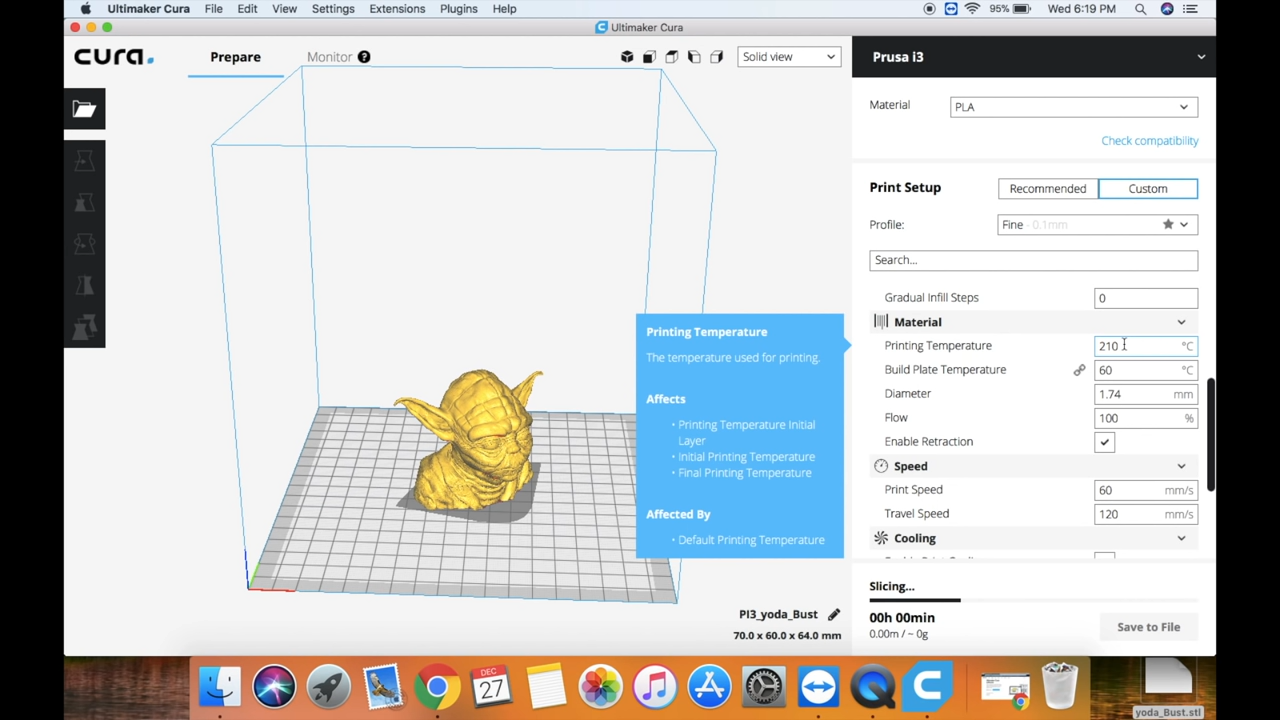 Ultimaker Cura File Edit View Settings Extensions Plugins Help 95% Wed 6:19 PM
Ultimaker Cura
cura. Prepare Monitor ? Solid view Prusa i3
Material PLA
Check compatibility
Print Setup Recommended Custom
Profile: Fine - 0.1mm
Search...
Gradual Infill Steps 0
Material
Printing Temperature 210 °C
Build Plate Temperature 60 °C
Diameter 1.74 mm
Flow 100 %
Enable Retraction
Speed
Print Speed 60 mm/s
Travel Speed 120 mm/s
Cooling
Printing Temperature
The temperature used for printing.
Affects
• Printing Temperature Initial
Layer
• Initial Printing Temperature
• Final Printing Temperature
Affected By
• Default Printing Temperature
Slicing...
00h 00min
0.00m / ~ 0g
Save to File
PI3_yoda_Bust
70.0 x 60.0 x 64.0 mm
DEC
27
yoda_Bust.stl